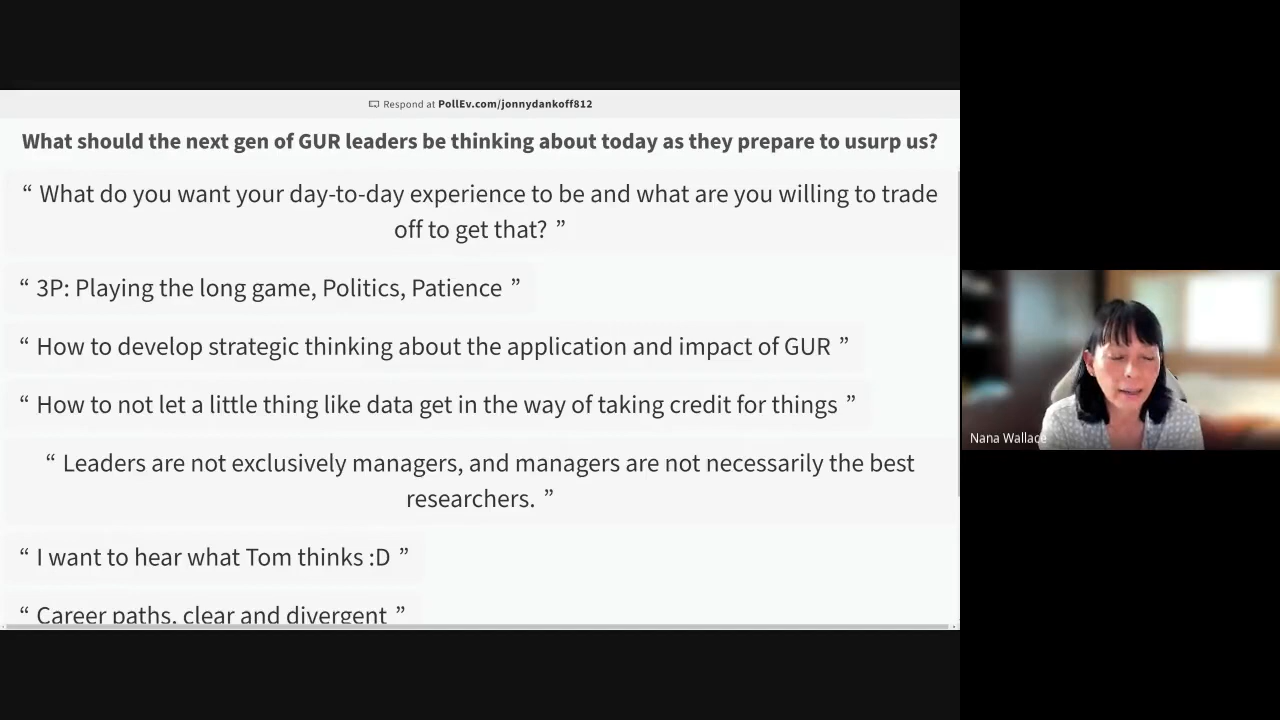 Respond at PollEv.com/jonnydankoff812
What should the next gen of GUR leaders be thinking about today as they prepare to usurp us?
“ What do you want your day-to-day experience to be and what are you willing to trade
off to get that? ”
“ 3P: Playing the long game, Politics, Patience ”
“ How to develop strategic thinking about the application and impact of GUR ”
“ How to not let a little thing like data get in the way of taking credit for things ”
“ Leaders are not exclusively managers, and managers are not necessarily the best
researchers. ”
“ I want to hear what Tom thinks :D ”
“ Career paths, clear and divergent ”
Nana Wallace